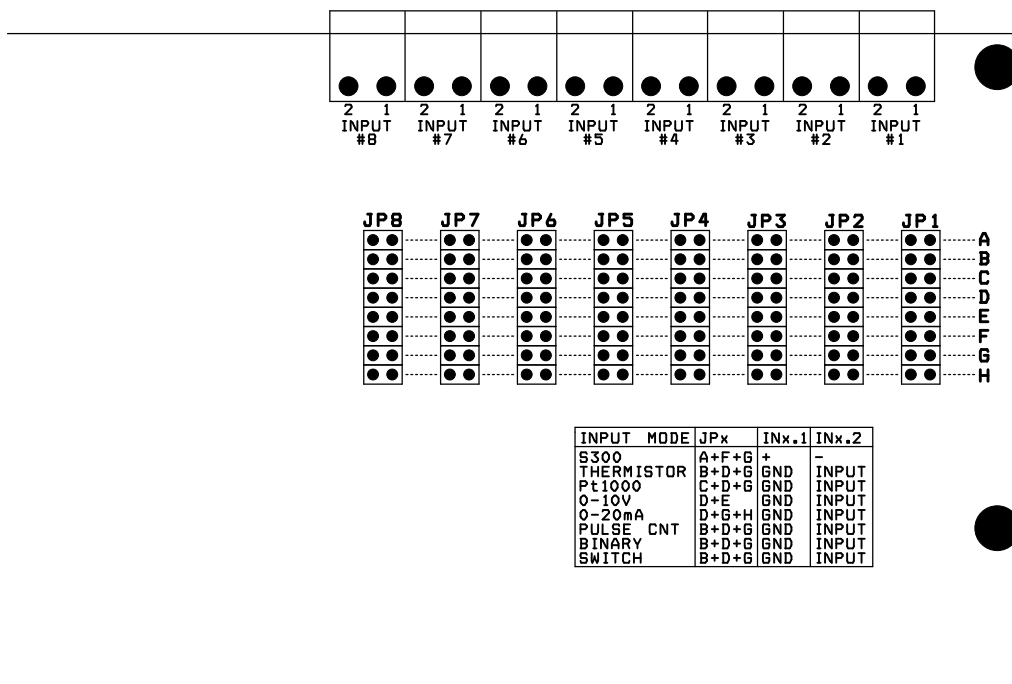 2 1 2 1 2 1 2 1 2 1 2 1 2 1 2 1
INPUT INPUT INPUT INPUT INPUT INPUT INPUT INPUT
#8 #7 #6 #5 #4 #3 #2 #1
JP8 JP7 JP6 JP5 JP4 JP3 JP2 JP1
A
B
C
D
E
F
G
H
INPUT MODE JPx INx.1 INx.2
S300 A+F+G + -
THERMISTOR B+D+G GND INPUT
Pt1000 C+D+G GND INPUT
0-10V D+E GND INPUT
0-20mA D+G+H GND INPUT
PULSE CNT B+D+G GND INPUT
BINARY B+D+G GND INPUT
SWITCH B+D+G GND INPUT